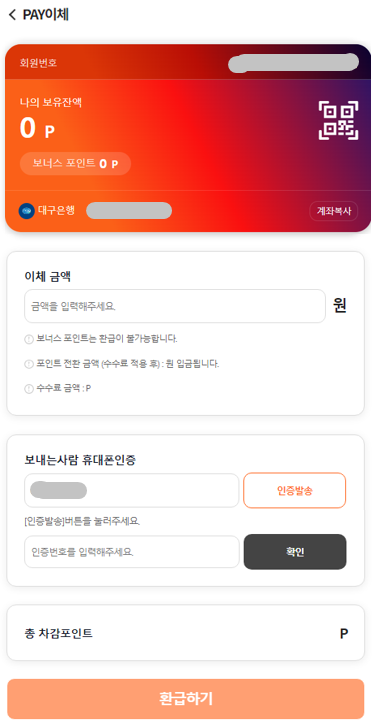 PAY이체
회원번호
나의 보유잔액
0 P
보너스 포인트 0 P
대구은행
계좌복사
이체 금액
금액을 입력해주세요.
원
보너스 포인트는 환급이 불가능합니다.
포인트 전환 금액 (수수료 적용 후) : 원 입금됩니다.
수수료 금액 : P
보내는사람 휴대폰인증
인증발송
[인증발송]버튼을 눌러주세요.
인증번호를 입력해주세요.
확인
총 차감포인트
P
환급하기